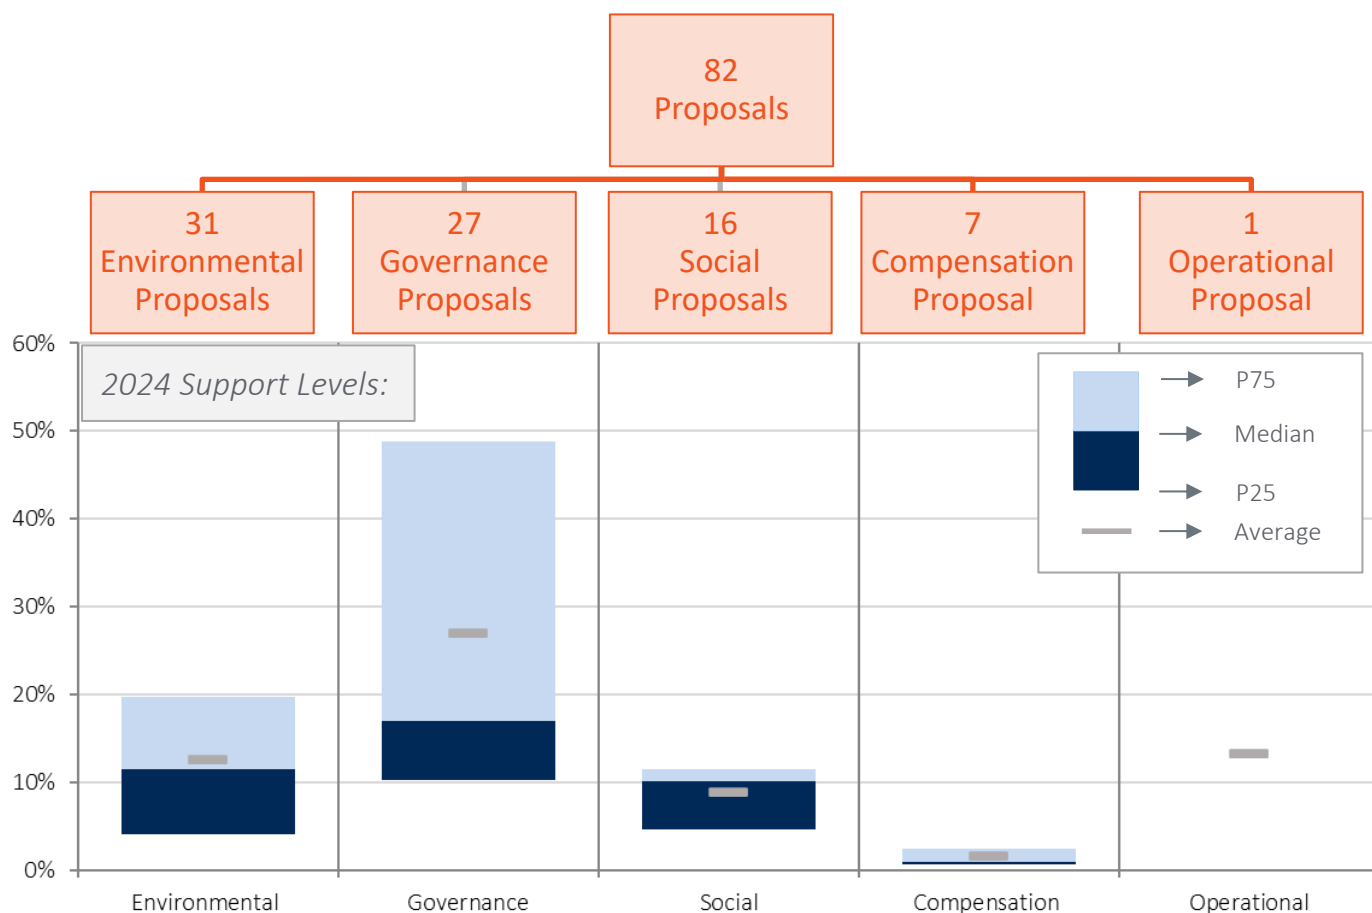 82
Proposals
31
Environmental
Proposals
27
Governance
Proposals
16
Social
Proposals
7
Compensation
Proposal
1
Operational
Proposal
60%
2024 Support Levels:
50%
40%
30%
20%
10%
0%
P75
Median
P25
Average
Environmental
Governance
Social
Compensation
Operational